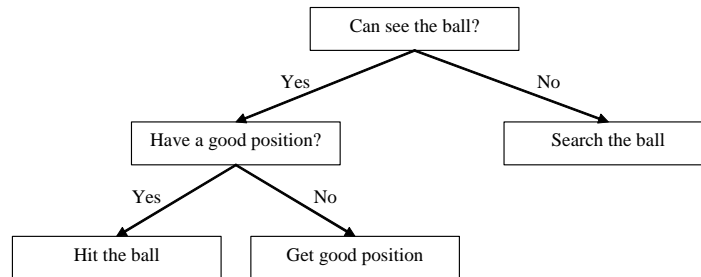 Can see the ball?
Yes
No
Have a good position?
Search the ball
Yes
No
Hit the ball
Get good position